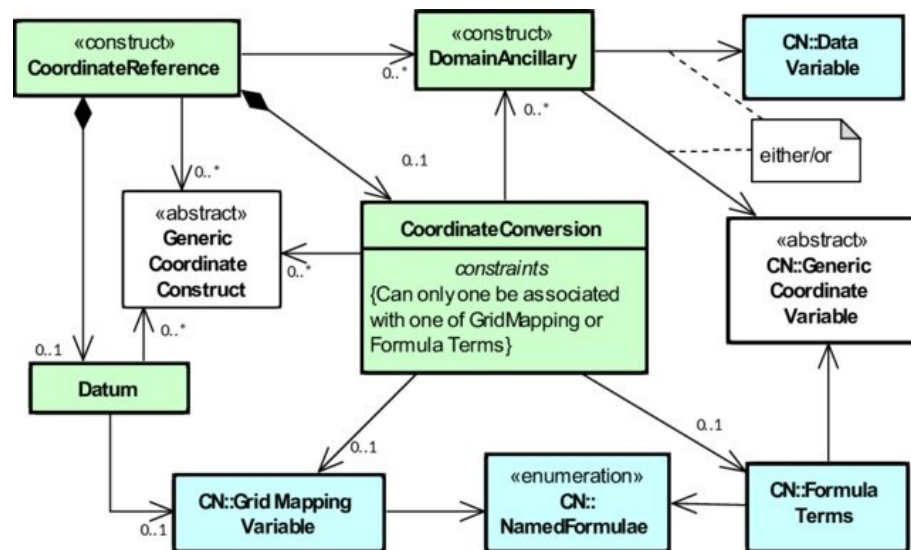 «construct»
CoordinateReference
0..*
«construct»
DomainAncillary
CN::Data
Variable
either/or
0..*
0..1
0..*
«abstract»
Generic
Coordinate
Construct
0..*
CoordinateConversion
constraints
{Can only one be associated
with one of GridMapping or
Formula Terms}
«abstract»
CN::Generic
Coordinate
Variable
0..*
0..1
Datum
0..1
0..1
0..1
CN::Grid Mapping
Variable
«enumeration»
CN::
NamedFormulae
CN::Formula
Terms